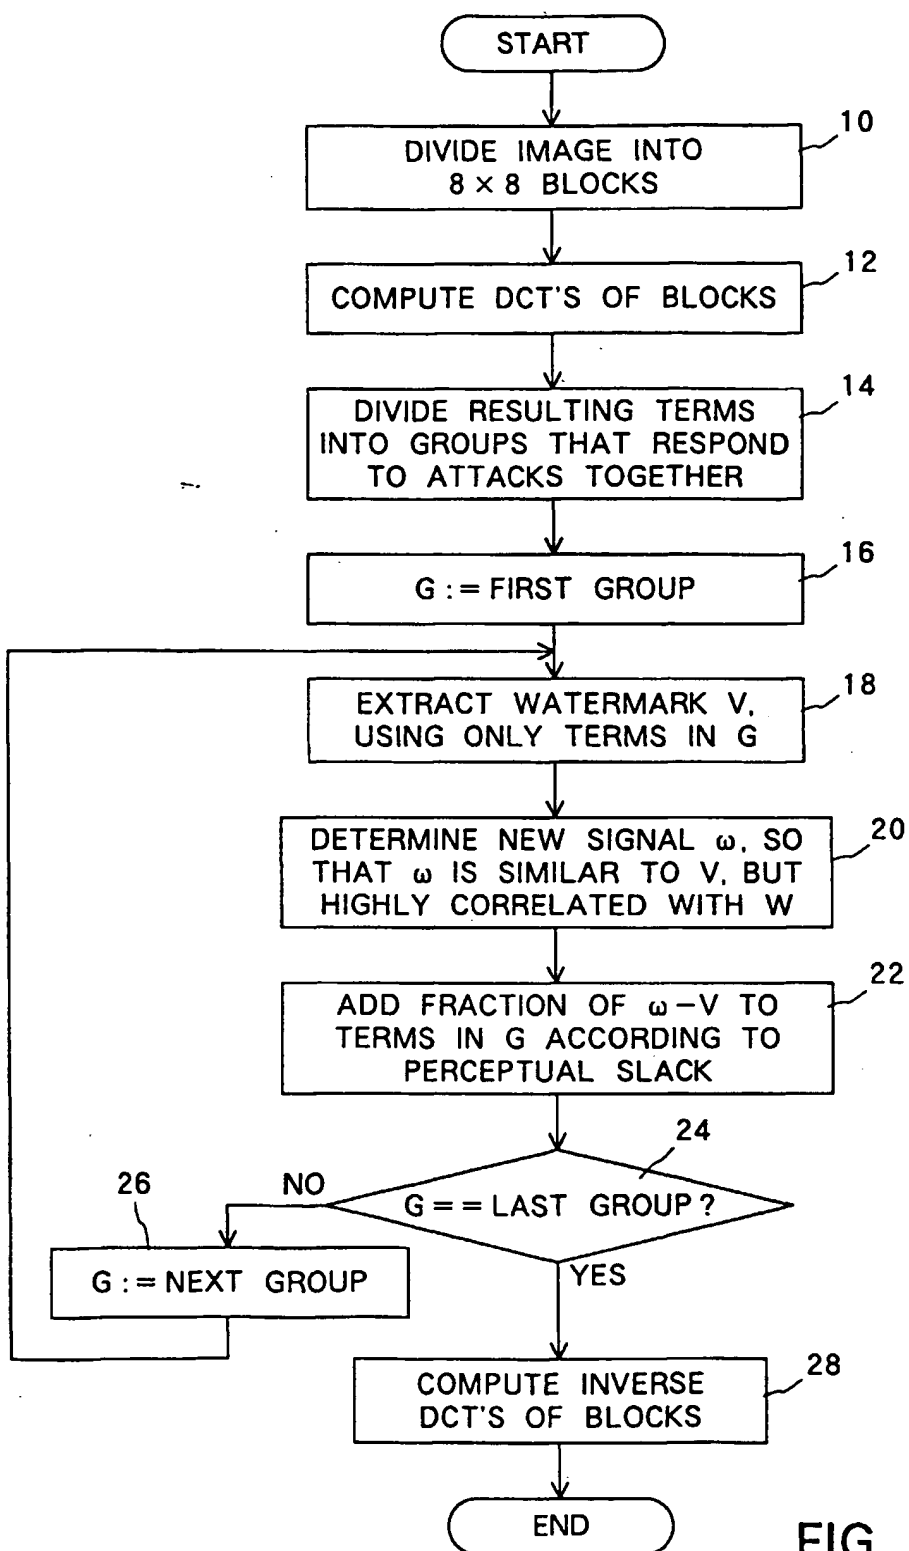 START
10
DIVIDE IMAGE INTO
8 × 8 BLOCKS
12
COMPUTE DCT'S OF BLOCKS
14
DIVIDE RESULTING TERMS
INTO GROUPS THAT RESPOND
TO ATTACKS TOGETHER
16
G := FIRST GROUP
18
EXTRACT WATERMARK V,
USING ONLY TERMS IN G
20
DETERMINE NEW SIGNAL ω, SO
THAT ω IS SIMILAR TO V, BUT
HIGHLY CORRELATED WITH W
22
ADD FRACTION OF ω-V TO
TERMS IN G ACCORDING TO
PERCEPTUAL SLACK
24
G == LAST GROUP ?
NO
26
G := NEXT GROUP
YES
28
COMPUTE INVERSE
DCT'S OF BLOCKS
END
FIG